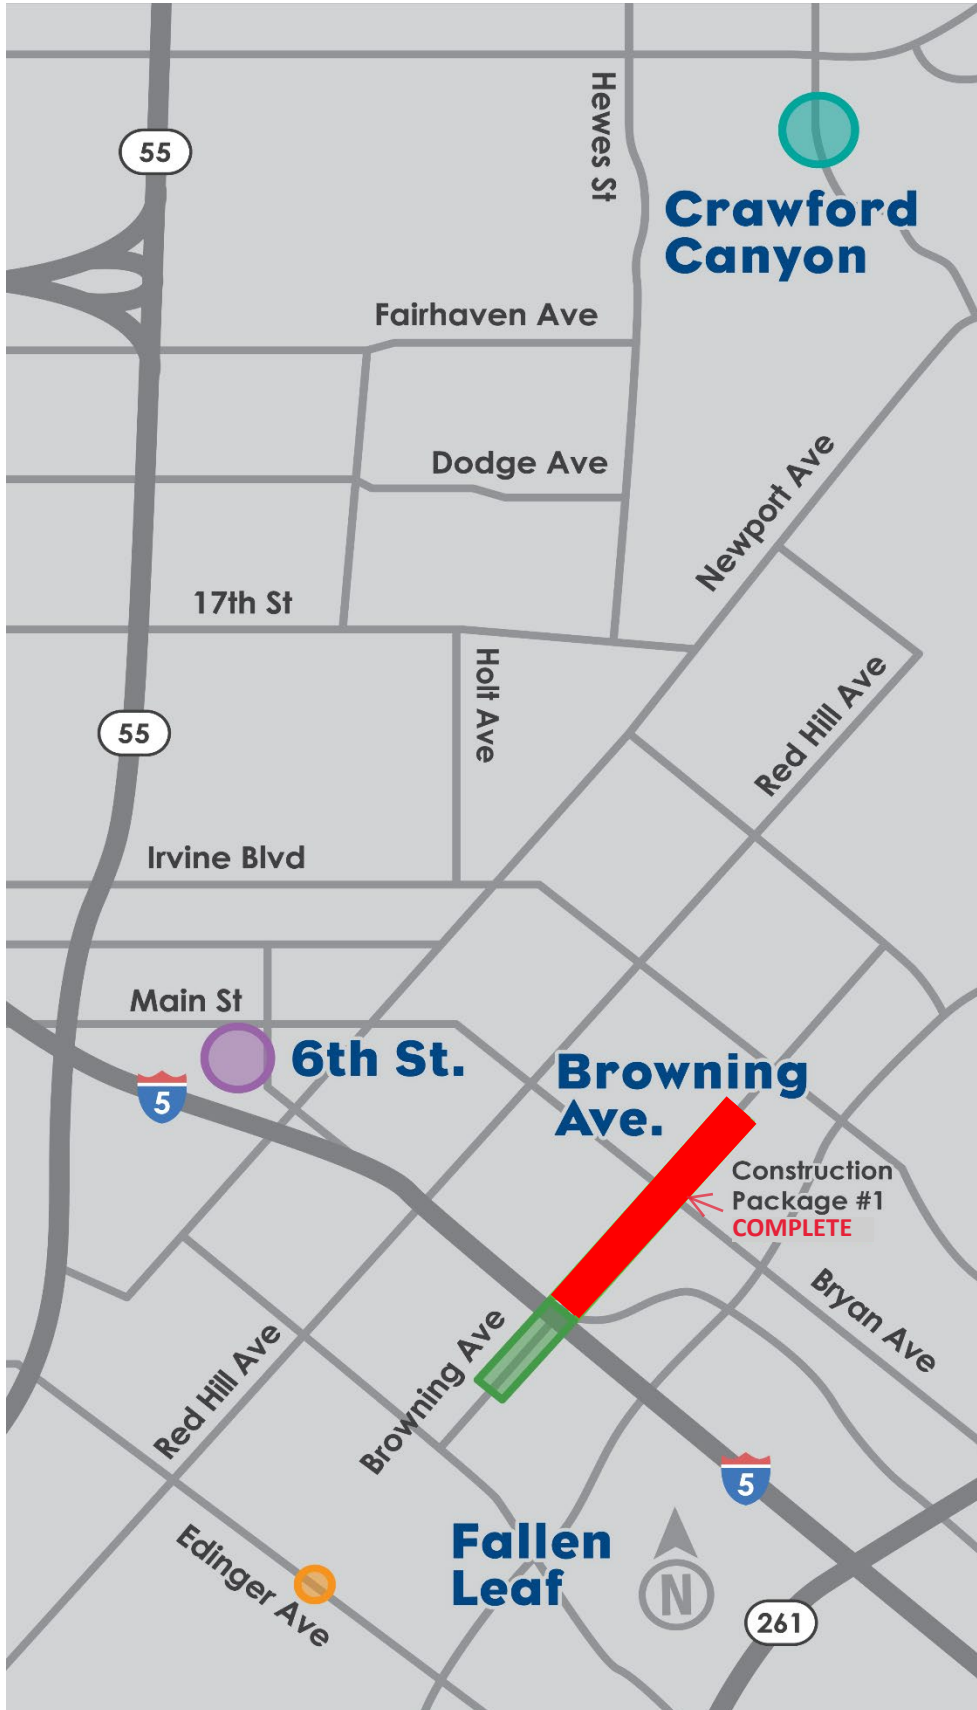 55
Hewes St
Crawford
Canyon
Fairhaven Ave
Dodge Ave
Newport Ave
17th St
Holt Ave
Red Hill Ave
55
Irvine Blvd
Main St
6th St.
5
Browning
Ave.
Construction
Package #1
COMPLETE
Bryan Ave
Red Hill Ave
Browning Ave
5
Edinger Ave
Fallen
Leaf
N
261